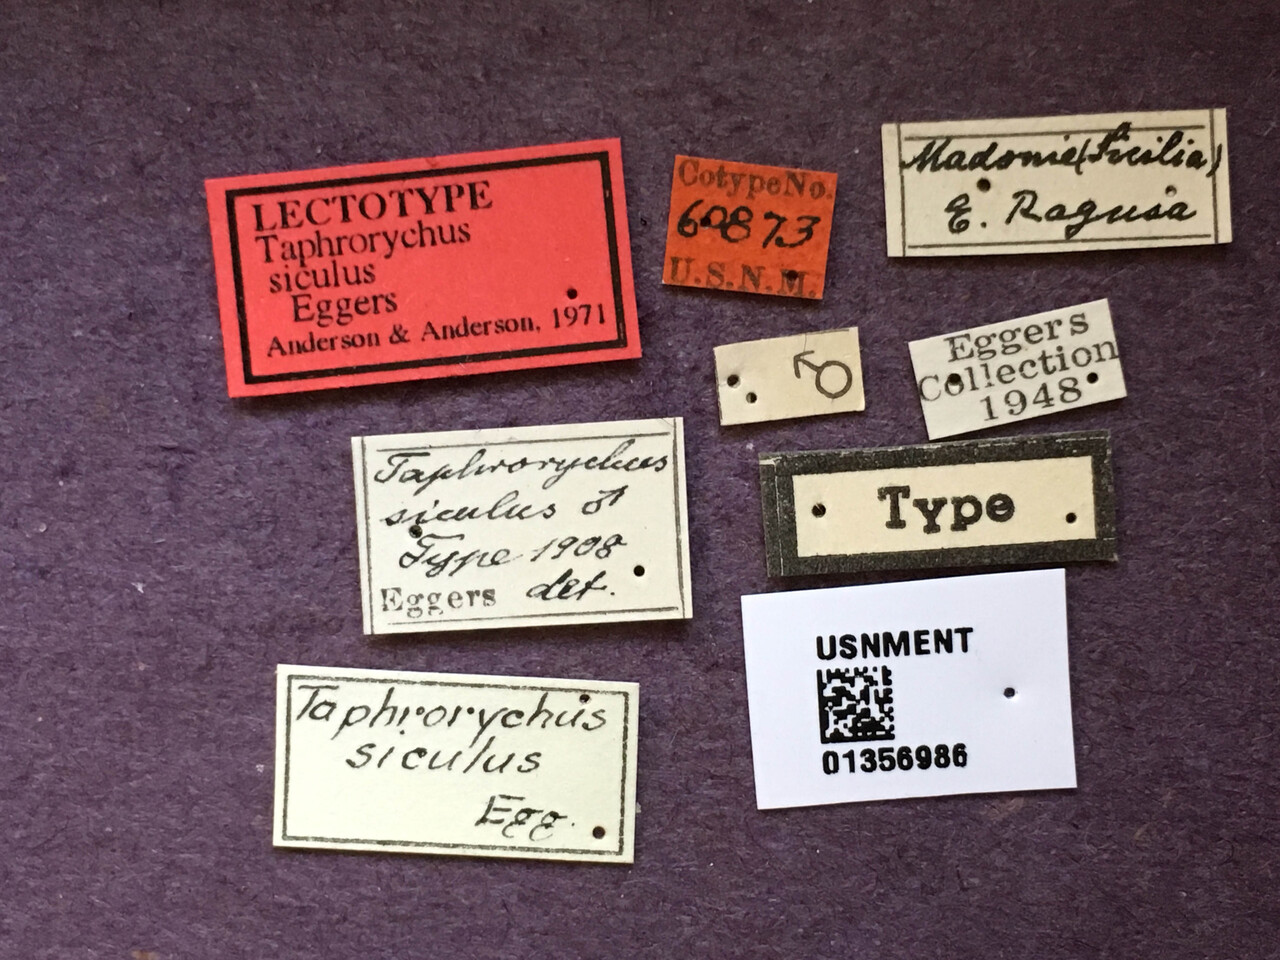 LECTOTYPE
Taphrorychus
siculus
Eggers
Anderson & Anderson, 1971
Cotype No.
60873
U.S.N.M.
Madonie (Sicilia)
E. Ragusa
♂
Eggers
Collection
1948
Taphrorychus
siculus ♂
Type 1908
Eggers det.
Type
Taphrorychus
siculus
Egg.
USNMENT
01356986